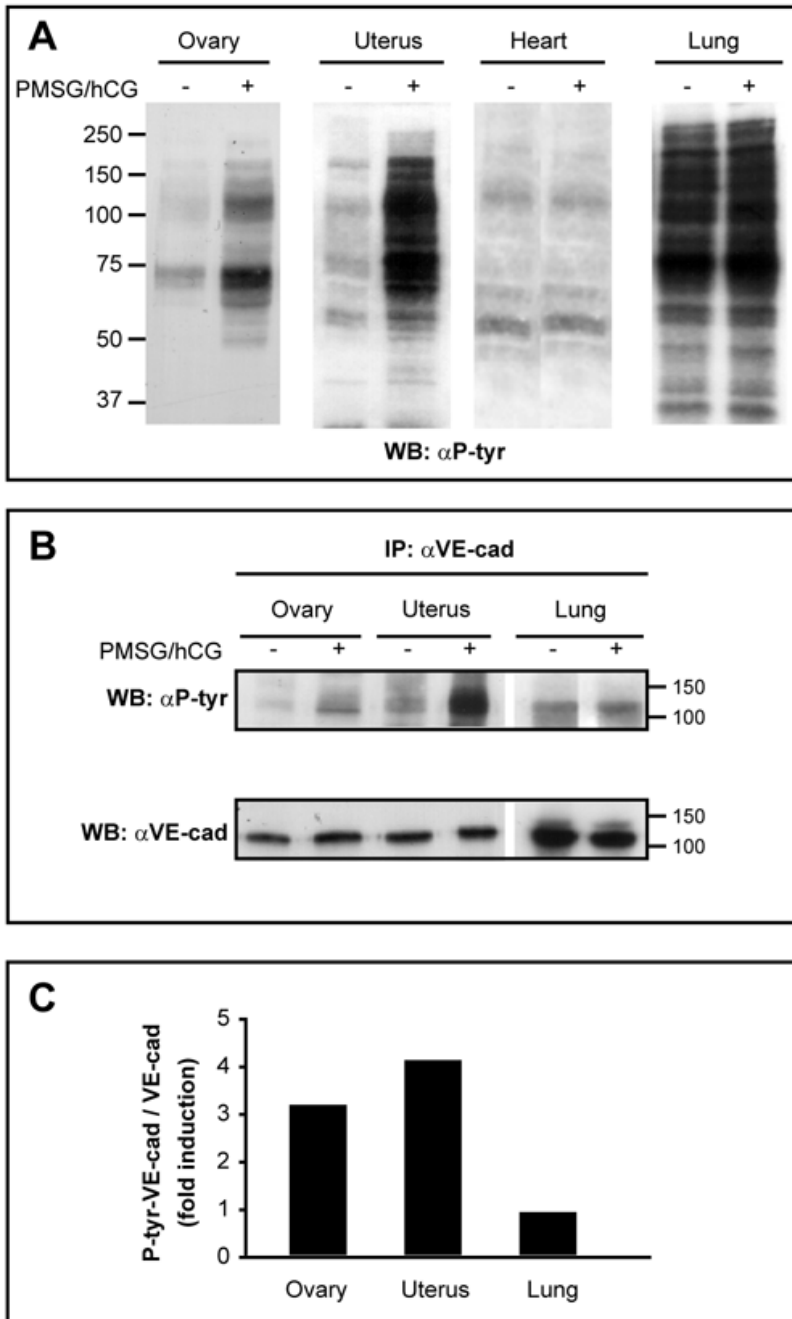 A
Ovary Uterus Heart Lung
PMSG/hCG - + - + - + - +
250
150
100
75
50
37
WB: αP-tyr
B
IP: αVE-cad
Ovary Uterus Lung
PMSG/hCG - + - + - +
WB: αP-tyr
150
100
WB: αVE-cad
150
100
C
P-tyr-VE-cad / VE-cad
(fold induction)
5
4
3
2
1
0
Ovary Uterus Lung